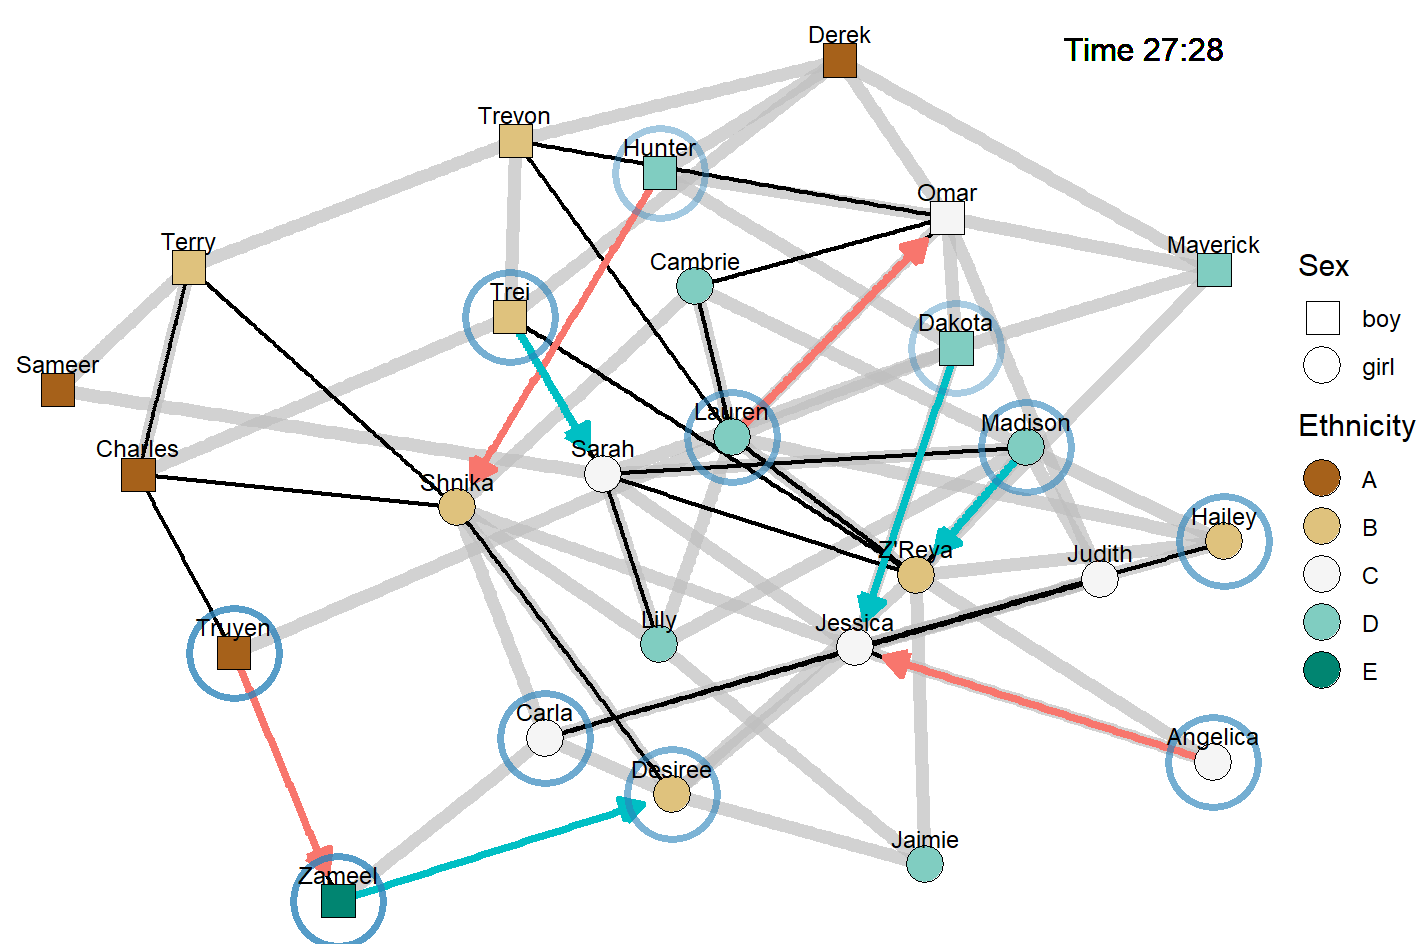 Derek
Time 27:28
Trevon
Hunter
Omar
Terry
Maverick
Cambrie
Sex
Trei
boy
Dakota
Sameer
girl
Lauren
Madison
Ethnicity
Charles
Sarah
A
Shnika
Hailey
B
Z'Reya
Judith
C
Truyen
Lily
Jessica
D
E
Carla
Angelica
Desiree
Jaimie
Zameel